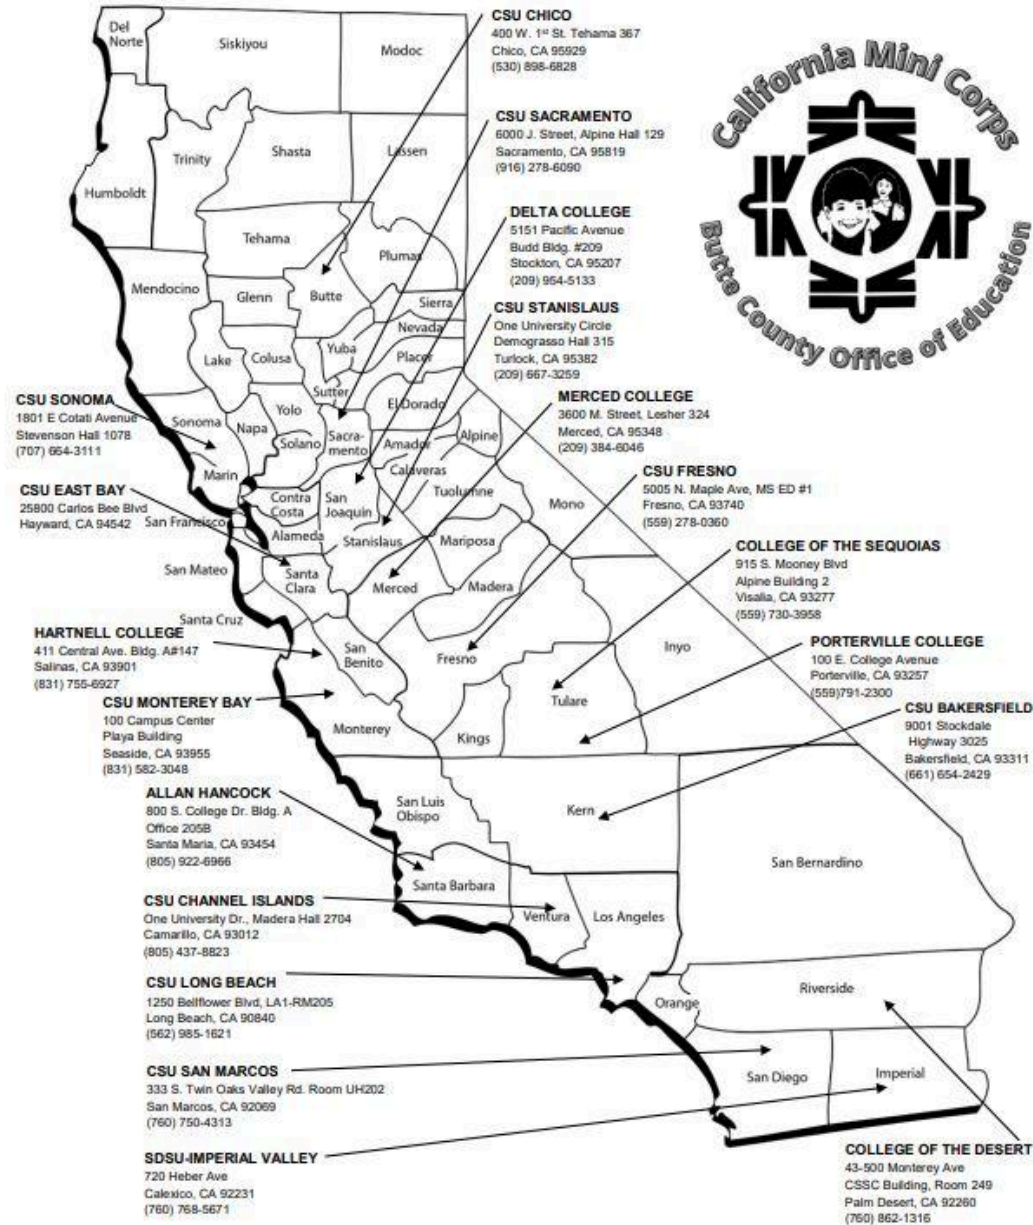 California Mini Corps
Butte County Office of Education
CSU CHICO
400 W. 1st St. Tehama 367
Chico, CA 95929
(530) 898-6828
CSU SACRAMENTO
6000 J. Street, Alpine Hall 129
Sacramento, CA 95819
(916) 278-6090
DELTA COLLEGE
5151 Pacific Avenue
Budd Bldg. #209
Stockton, CA 95207
(209) 954-5133
CSU STANISLAUS
One University Circle
Demograsso Hall 315
Turlock, CA 95382
(209) 667-3259
MERCED COLLEGE
3600 M. Street, Lesher 324
Merced, CA 95348
(209) 384-6046
CSU FRESNO
5005 N. Maple Ave, MS ED #1
Fresno, CA 93740
(559) 278-0360
COLLEGE OF THE SEQUOIAS
915 S. Mooney Blvd
Alpine Building 2
Visalia, CA 93277
(559) 730-3958
PORTERVILLE COLLEGE
100 E. College Avenue
Porterville, CA 93257
(559)791-2300
CSU BAKERSFIELD
9001 Stockdale
Highway 3025
Bakersfield, CA 93311
(661) 654-2429
CSU SONOMA
1801 E Cotati Avenue
Stevenson Hall 1078
(707) 664-3111
CSU EAST BAY
25800 Carlos Bee Blvd
Hayward, CA 94542
HARTNELL COLLEGE
411 Central Ave. Bldg. A#147
Salinas, CA 93901
(831) 755-6927
CSU MONTEREY BAY
100 Campus Center
Playa Building
Seaside, CA 93955
(831) 582-3048
ALLAN HANCOCK
800 S. College Dr. Bldg. A
Office 205B
Santa Maria, CA 93454
(805) 922-6966
CSU CHANNEL ISLANDS
One University Dr., Madera Hall 2704
Camarillo, CA 93012
(805) 437-8823
CSU LONG BEACH
1250 Bellflower Blvd, LA1-RM205
Long Beach, CA 90840
(562) 985-1621
CSU SAN MARCOS
333 S. Twin Oaks Valley Rd. Room UH202
San Marcos, CA 92069
(760) 750-4313
SDSU-IMPERIAL VALLEY
720 Heber Ave
Calexico, CA 92231
(760) 768-5671
COLLEGE OF THE DESERT
43-500 Monterey Ave
CSSC Building, Room 249
Palm Desert, CA 92260
(760) 862-1316
Del
Norte
Siskiyou
Modoc
Humboldt
Trinity
Shasta
Lassen
Tehama
Plumas
Mendocino
Glenn
Butte
Sierra
Nevada
Lake
Colusa
Yuba
Placer
Sutter
El Dorado
Sonoma
Napa
Yolo
Solano
Sacra-
mento
Amador
Alpine
Calaveras
Marin
Contra
Costa
San
Joaquin
Tuolumne
Mono
San Francisco
Alameda
Stanislaus
Mariposa
San Mateo
Santa
Clara
Merced
Madera
Santa Cruz
San
Benito
Fresno
Inyo
Monterey
Kings
Tulare
San Luis
Obispo
Kern
San Bernardino
Santa Barbara
Ventura
Los Angeles
Orange
Riverside
San Diego
Imperial